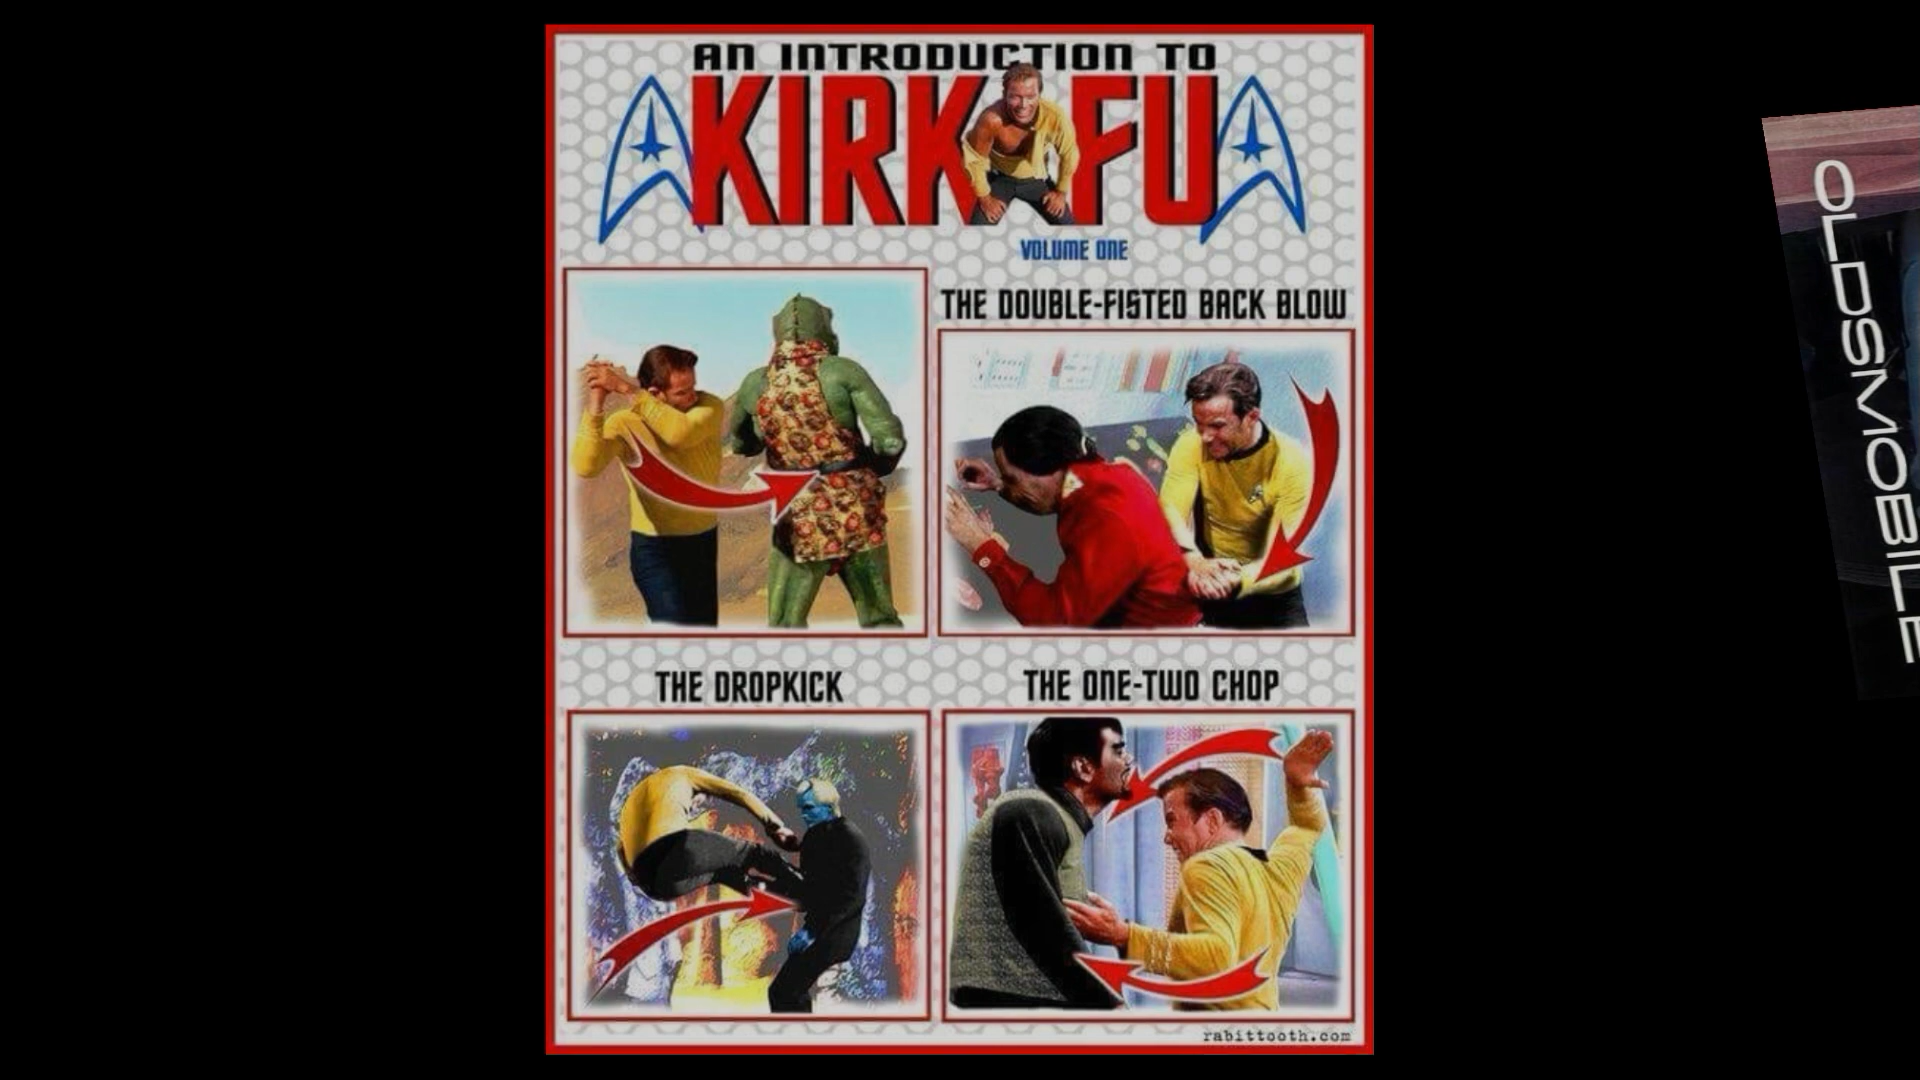 AN INTRODUCTION TO
KIRK FU
VOLUME ONE
THE DOUBLE-FISTED BACK BLOW
THE DROPKICK
THE ONE-TWO CHOP
rabittooth.com
OLDSMOBILE